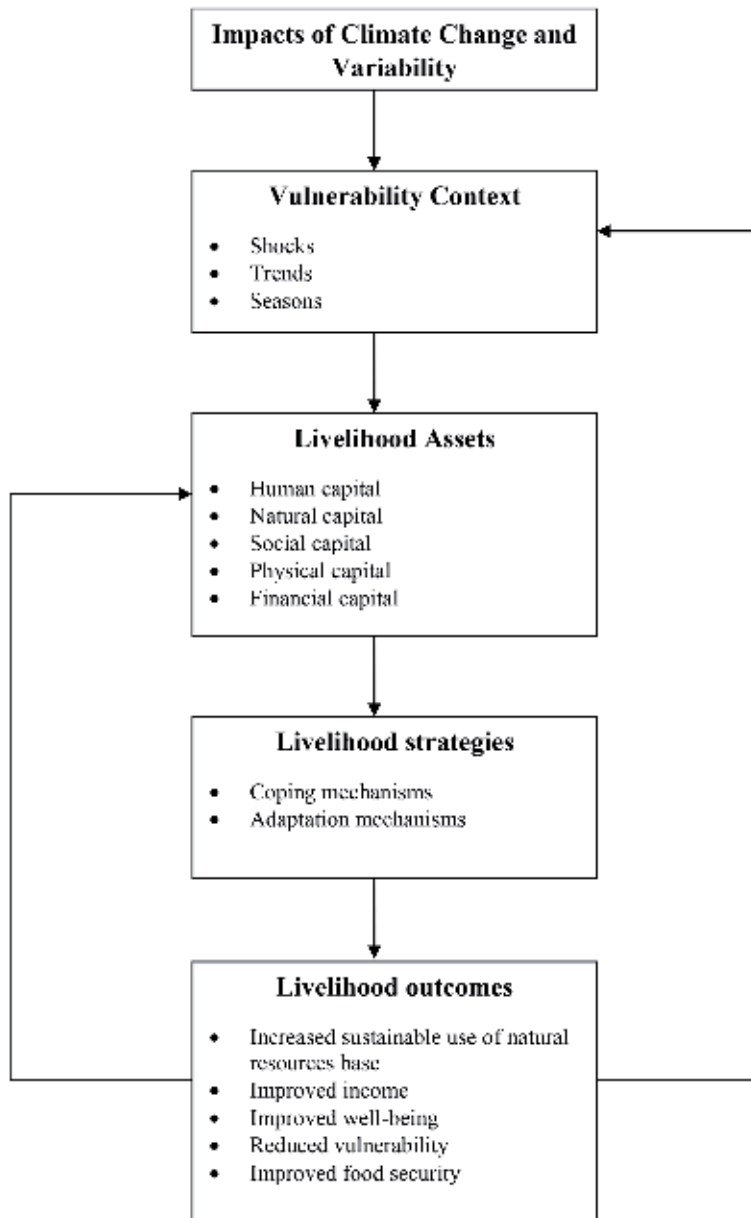 Impacts of Climate Change and
Variability
Vulnerability Context
• Shocks
• Trends
• Seasons
Livelihood Assets
• Human capital
• Natural capital
• Social capital
• Physical capital
• Financial capital
Livelihood strategies
• Coping mechanisms
• Adaptation mechanisms
Livelihood outcomes
• Increased sustainable use of natural
resources base
• Improved income
• Improved well-being
• Reduced vulnerability
• Improved food security